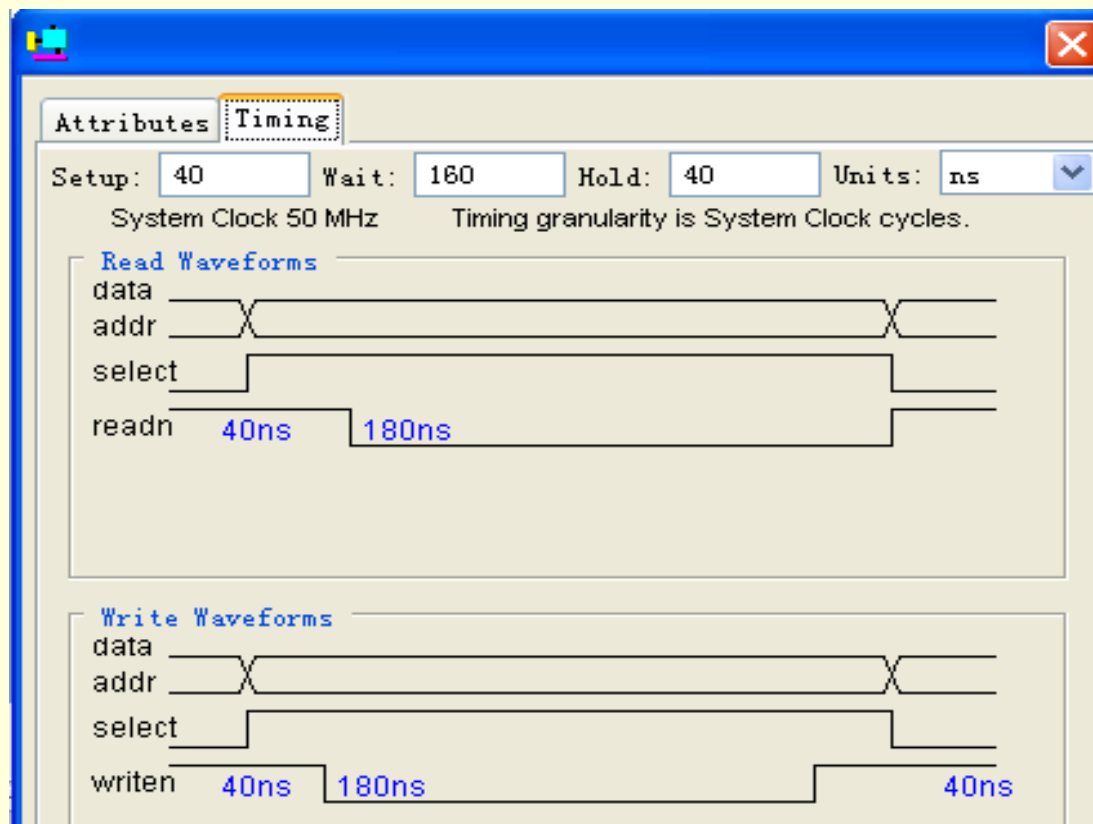 Attributes Timing
Setup: 40 Wait: 160 Hold: 40 Units: ns
System Clock 50 MHz Timing granularity is System Clock cycles.
Read Waveforms
data
addr
select
readn 40ns 180ns
Write Waveforms
data
addr
select
writen 40ns 180ns 40ns